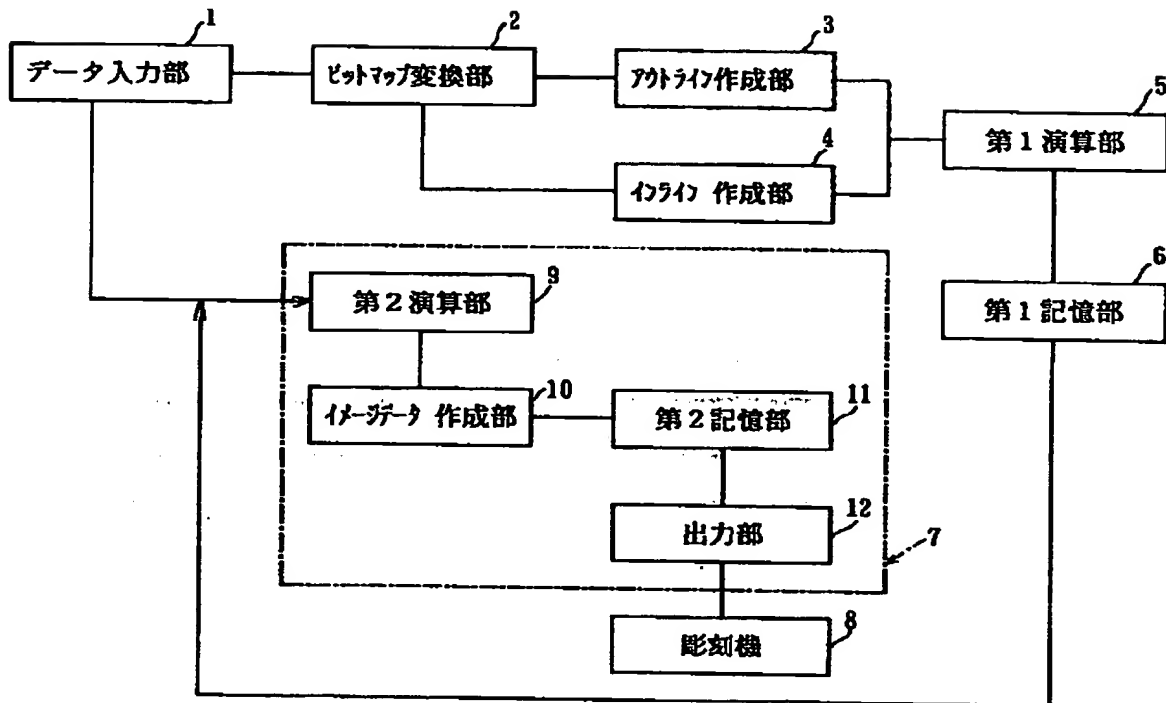 1
データ入力部
2
ビットマップ変換部
3
アウトライン作成部
4
インライン 作成部
5
第1演算部
6
第1記憶部
9
第2演算部
10
イメージデータ 作成部
11
第2記憶部
12
出力部
7
8
彫刻機